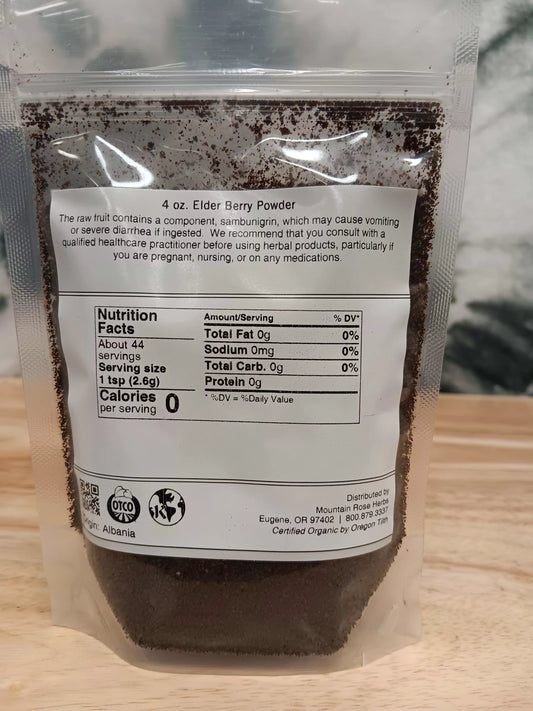 4 oz. Elder Berry Powder
The raw fruit contains a component, sambunigrin, which may cause vomiting
or severe diarrhea if ingested. We recommend that you consult with a
qualified healthcare practitioner before using herbal products, particularly if
you are pregnant, nursing, or on any medications.
Nutrition
Facts
About 44
servings
Serving size
1 tsp (2.6g)
Calories
per serving 0
Amount/Serving % DV*
Total Fat 0g 0%
Sodium 0mg 0%
Total Carb. 0g 0%
Protein 0g
* %DV = %Daily Value
OTCO
K
Albania
Distributed by
Mountain Rose Herbs
Eugene, OR 97402 | 800.879.3337
Certified Organic by Oregon Tilth